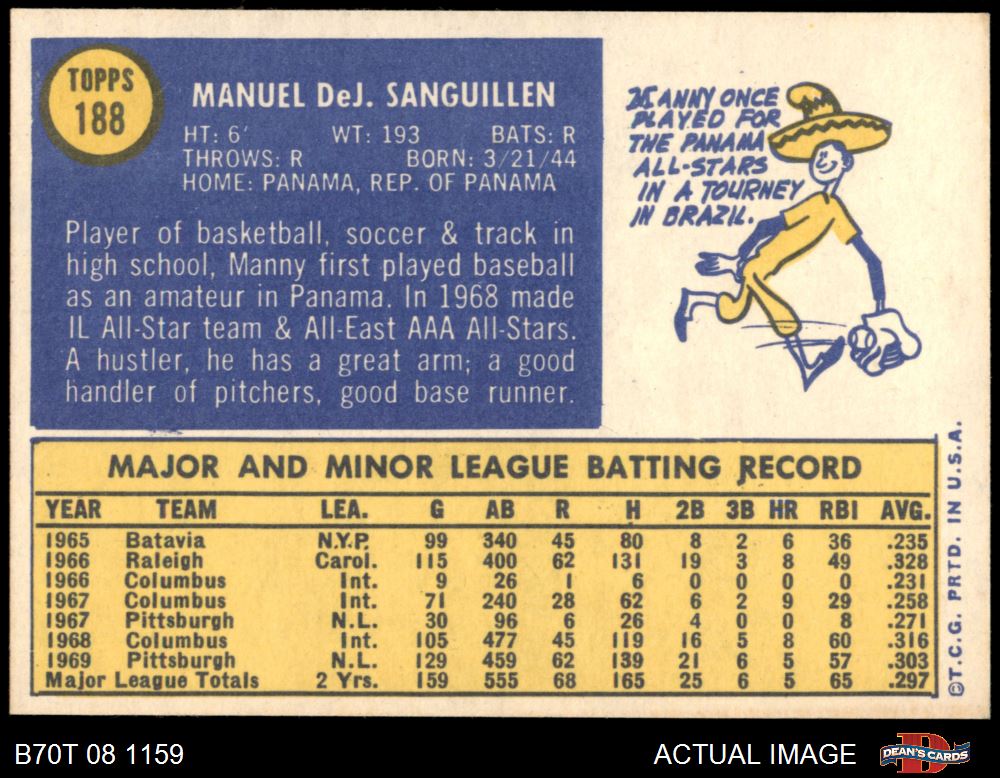 TOPPS
188
MANUEL DeJ. SANGUILLEN
HT: 6' WT: 193 BATS: R
THROWS: R BORN: 3/21/44
HOME: PANAMA, REP. OF PANAMA
Player of basketball, soccer & track in
high school, Manny first played baseball
as an amateur in Panama. In 1968 made
IL All-Star team & All-East AAA All-Stars.
A hustler, he has a great arm; a good
handler of pitchers, good base runner.
MANNY ONCE
PLAYED FOR
THE PANAMA
ALL-STARS
IN A TOURNEY
IN BRAZIL.
MAJOR AND MINOR LEAGUE BATTING RECORD
YEAR TEAM LEA. G AB R H 2B 3B HR RBI AVG.
1965 Batavia N.Y.P. 99 340 45 80 8 2 6 36 .235
1966 Raleigh Carol. 115 400 62 131 19 3 8 49 .328
1966 Columbus Int. 9 26 1 6 0 0 0 0 .231
1967 Columbus Int. 71 240 28 62 6 2 9 29 .258
1967 Pittsburgh N.L. 30 96 6 26 4 0 0 8 .271
1968 Columbus Int. 105 477 45 119 16 5 8 60 .316
1969 Pittsburgh N.L. 129 459 62 139 21 6 5 57 .303
Major League Totals 2 Yrs. 159 555 68 165 25 6 5 65 .297
©T.C.G. PRTD. IN U.S.A.
B70T 08 1159
ACTUAL IMAGE
DEAN'S CARDS